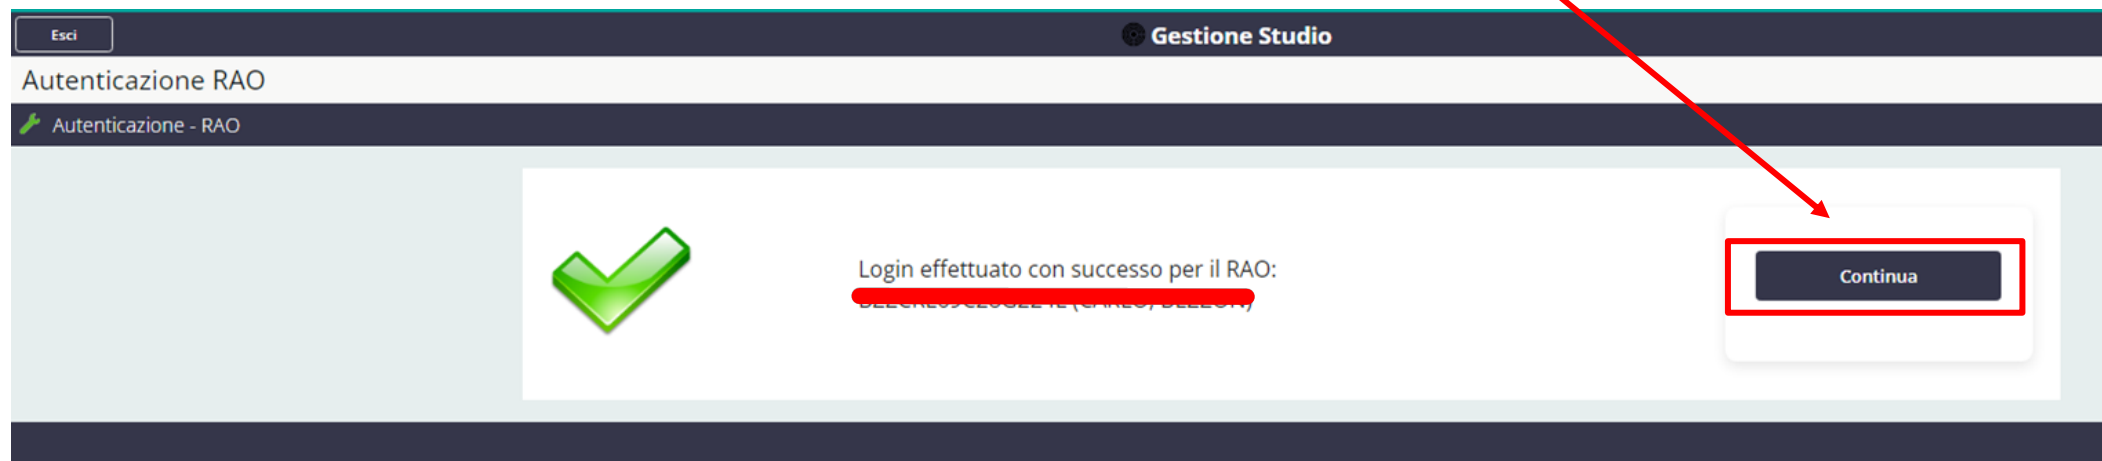 Esci
Gestione Studio
Autenticazione RAO
Autenticazione - RAO
Login effettuato con successo per il RAO:
Continua